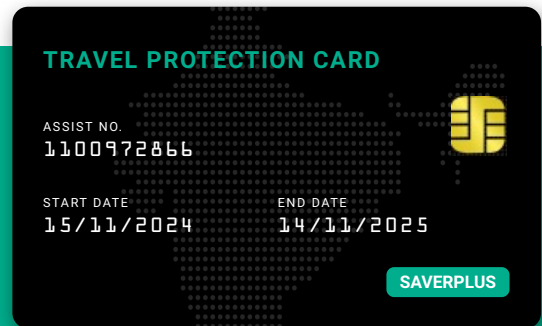 TRAVEL PROTECTION CARD
ASSIST NO.
1100972866
START DATE
15/11/2024
END DATE
14/11/2025
SAVERPLUS